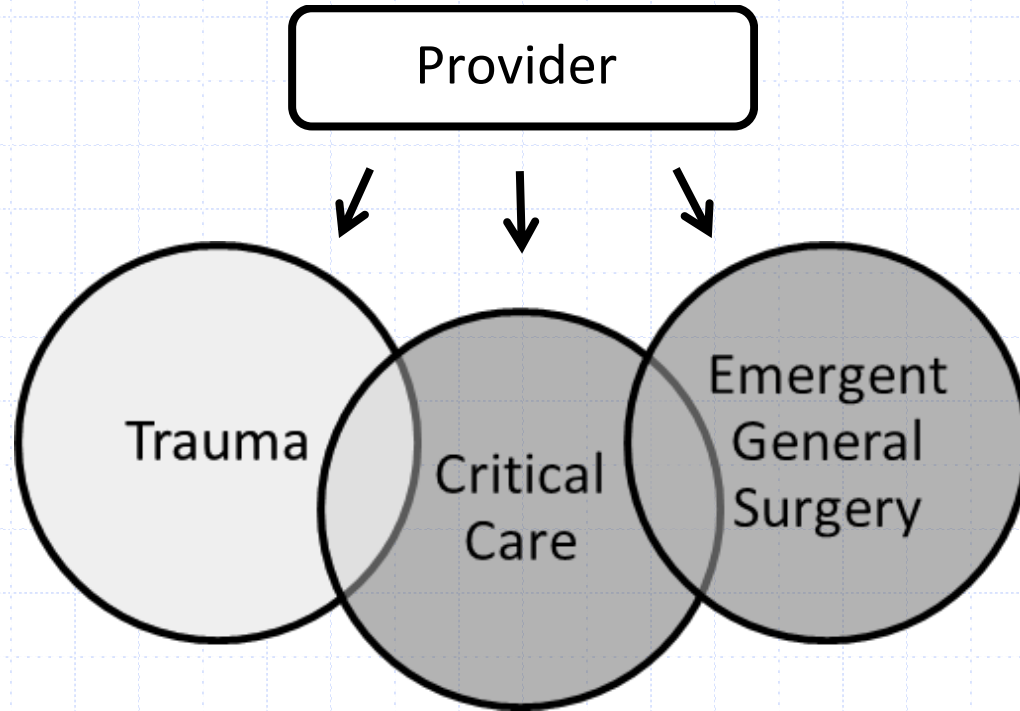 Provider
Trauma
Critical
Care
Emergent
General
Surgery